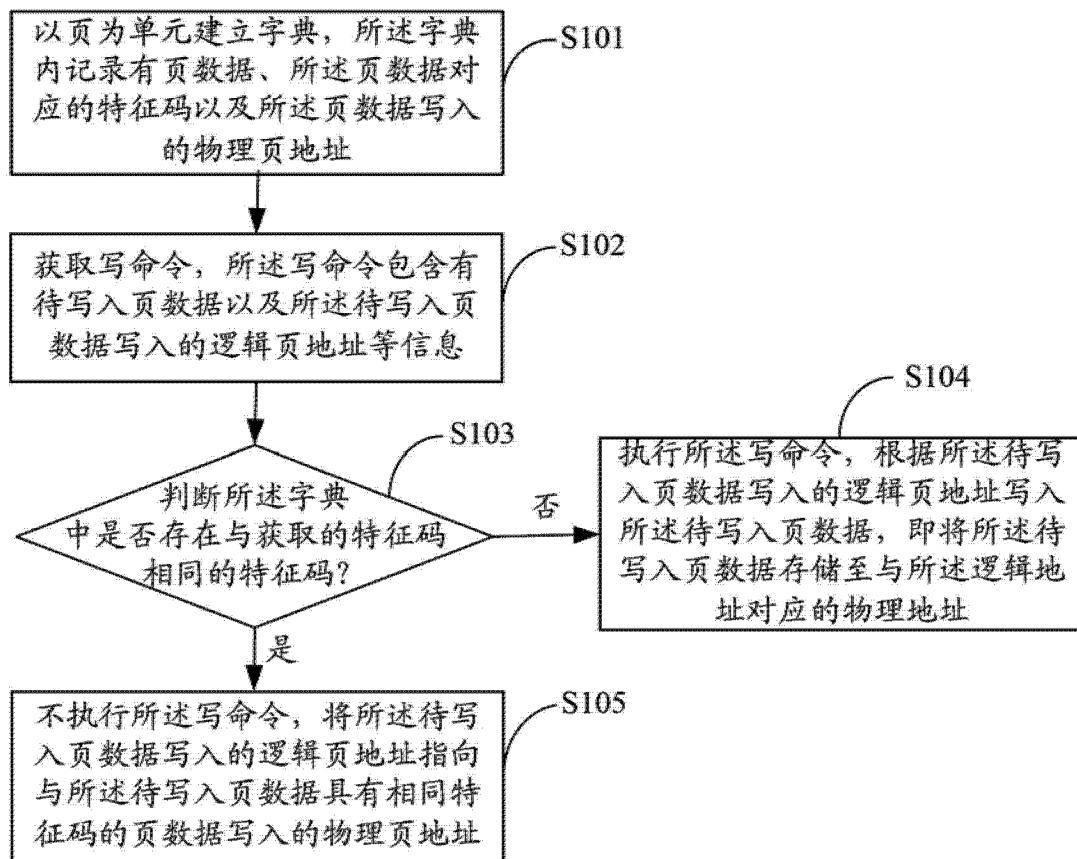 以页为单元建立字典，所述字典
内记录有页数据、所述页数据对
应的特征码以及所述页数据写入
的物理页地址
S101
获取写命令，所述写命令包含有
待写入页数据以及所述待写入页
数据写入的逻辑页地址等信息
S102
判断所述字典
中是否存在与获取的特征码
相同的特征码？
S103
否
执行所述写命令，根据所述待写
入页数据写入的逻辑页地址写入
所述待写入页数据，即将所述待
写入页数据存储至与所述逻辑地
址对应的物理地址
S104
是
不执行所述写命令，将所述待写
入页数据写入的逻辑页地址指向
与所述待写入页数据具有相同特
征码的页数据写入的物理页地址
S105